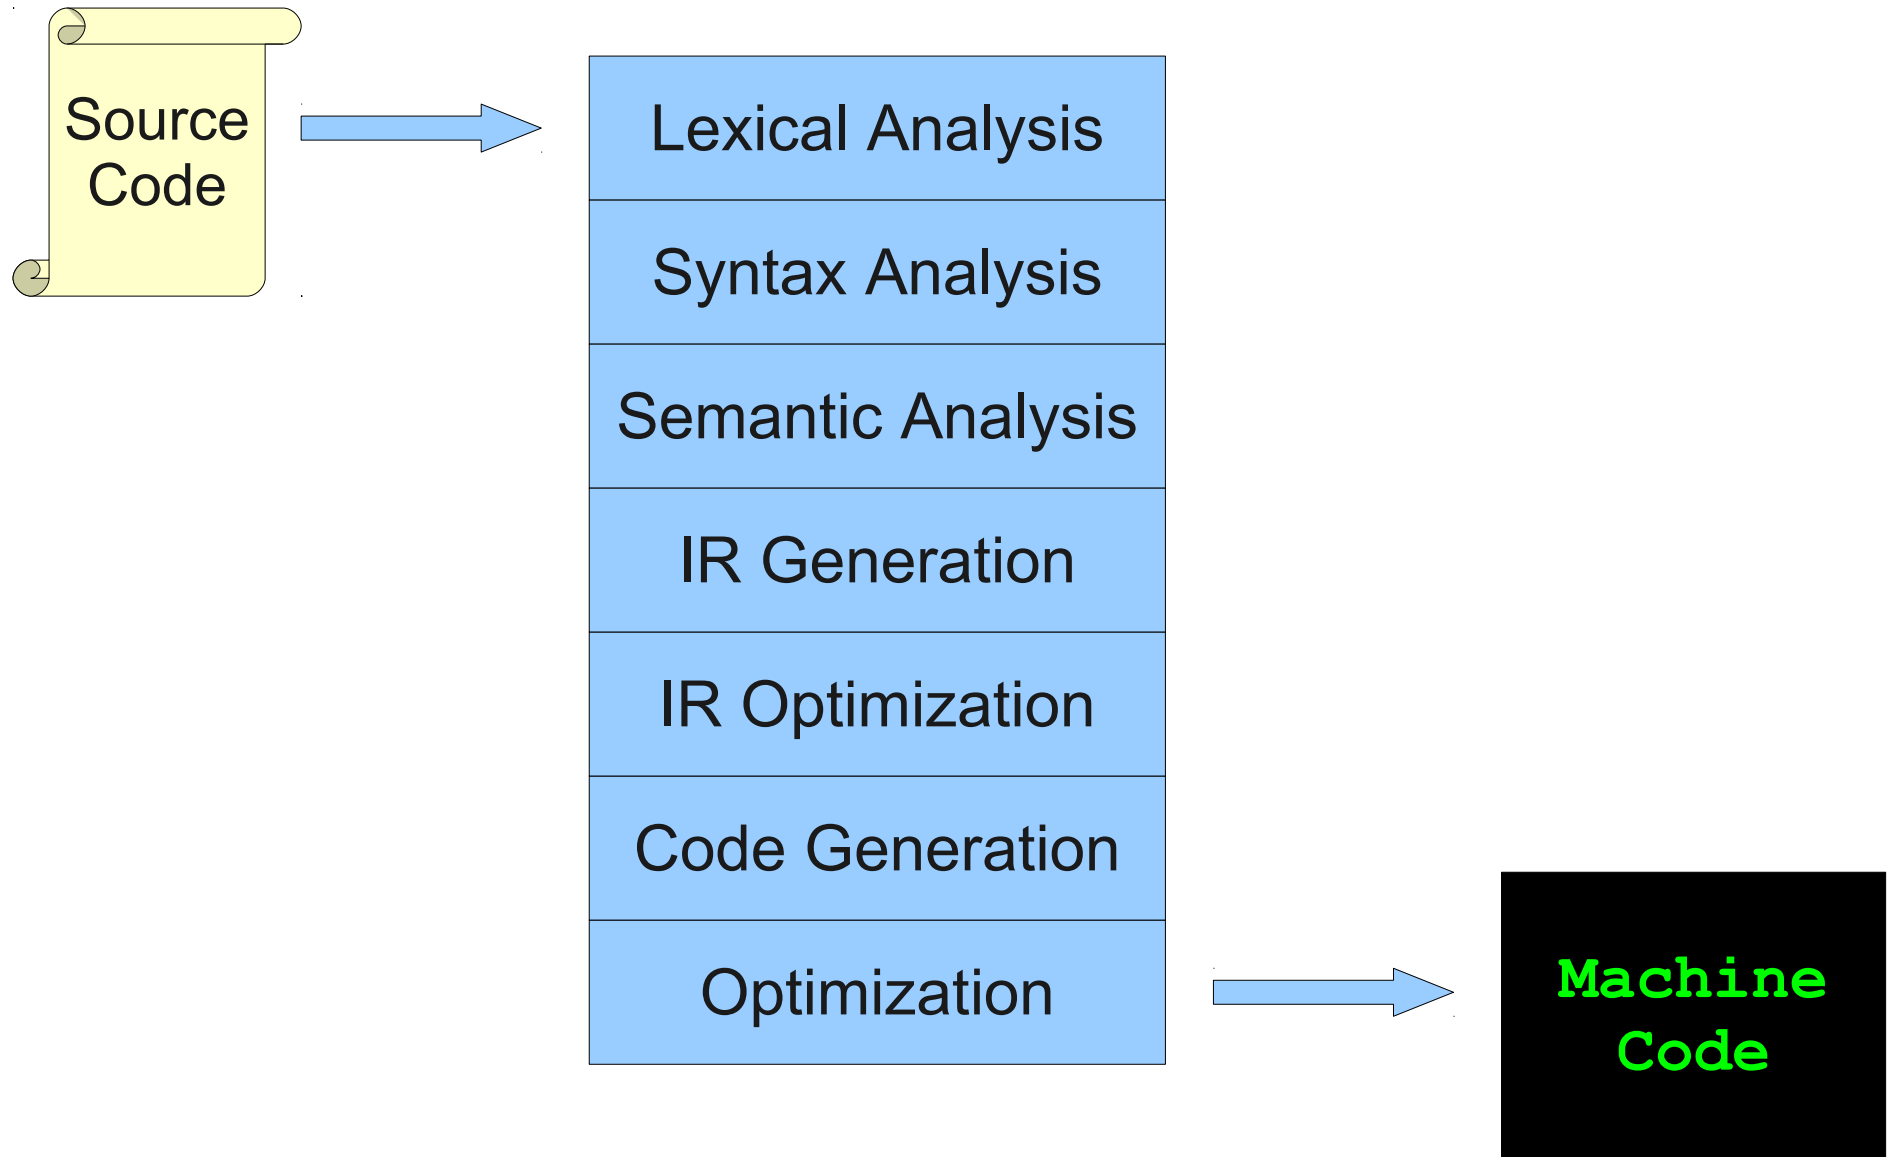 Source
Code
Lexical Analysis
Syntax Analysis
Semantic Analysis
IR Generation
IR Optimization
Code Generation
Optimization
Machine
Code